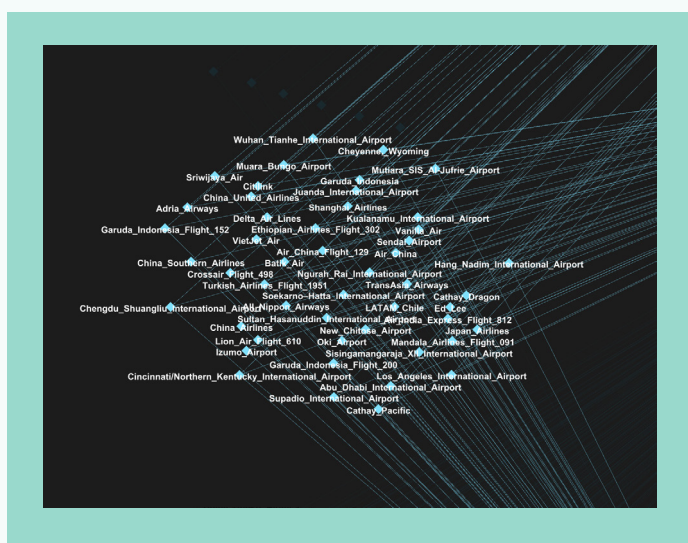 Wuhan_Tianhe_International_Airport
Cheyenne_Wyoming
Muara_Bungo_Airport
Mutiara_SIS_Al-Jufrie_Airport
Sriwijaya_Air
Garuda_Indonesia
Citilink
Juanda_International_Airport
China_United_Airlines
Shanghai_Airlines
Adria_Airways
Delta_Air_Lines
Kualanamu_International_Airport
Garuda_Indonesia_Flight_152
Ethiopian_Airlines_Flight_302
Vanilla_Air
VietJet_Air
Sendai_Airport
Air_China_Flight_129
Air_China
China_Southern_Airlines
Batik_Air
Hang_Nadim_International_Airport
Crossair_Flight_498
Ngurah_Rai_International_Airport
Turkish_Airlines_Flight_1951
TransAsia_Airways
Soekarno–Hatta_International_Airport
Cathay_Dragon
Chengdu_Shuangliu_International_Airport
All_Nippon_Airways
LATAM_Chile
Ed_Lee
Sultan_Hasanuddin_International_Airport
Air_India_Express_Flight_812
China_Airlines
New_Chitose_Airport
Japan_Airlines
Lion_Air_Flight_610
Oki_Airport
Mandala_Airlines_Flight_091
Izumo_Airport
Sisingamangaraja_XII_International_Airport
Garuda_Indonesia_Flight_200
Cincinnati/Northern_Kentucky_International_Airport
Los_Angeles_International_Airport
Abu_Dhabi_International_Airport
Supadio_International_Airport
Cathay_Pacific